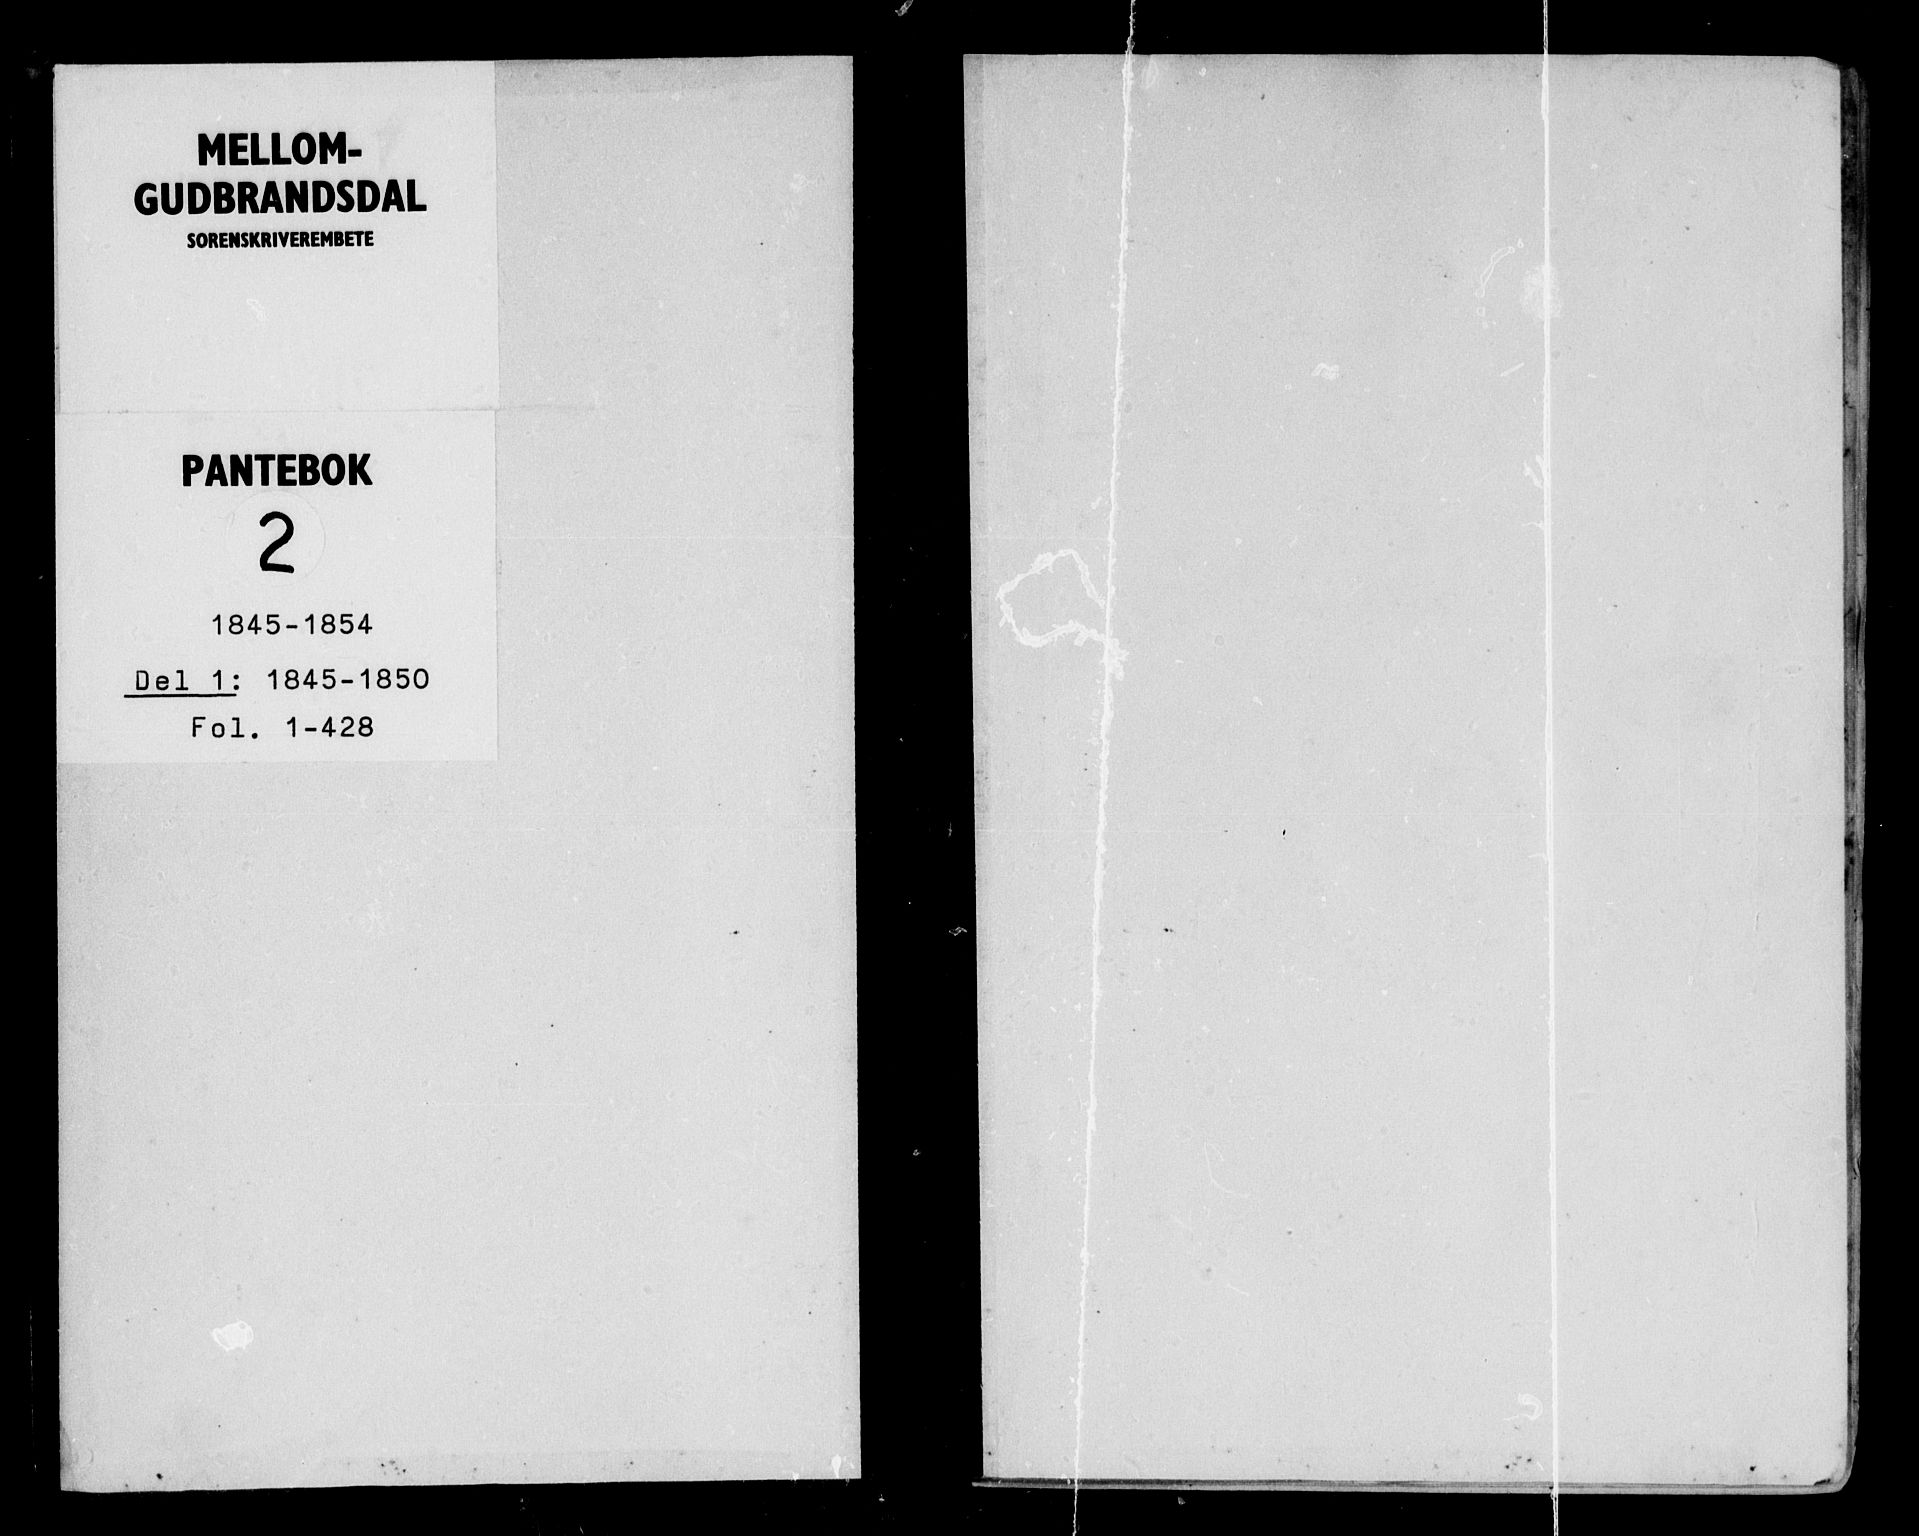 MELLOM-
GUDBRANDSDAL
SORENSKRIVEREMBETE
PANTEBOK
2
1845-1854
Del 1: 1845-1850
Fol. 1-428